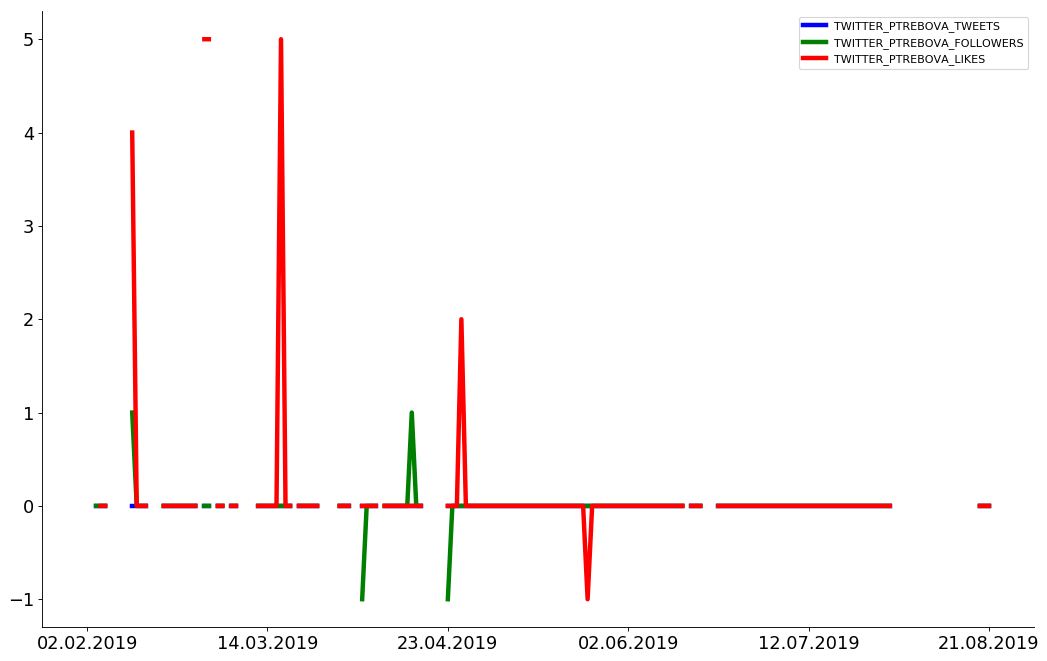 TWITTER_PTREBOVA_TWEETS
TWITTER_PTREBOVA_FOLLOWERS
TWITTER_PTREBOVA_LIKES
5
4
3
2
1
0
−1
02.02.2019 14.03.2019 23.04.2019 02.06.2019 12.07.2019 21.08.2019